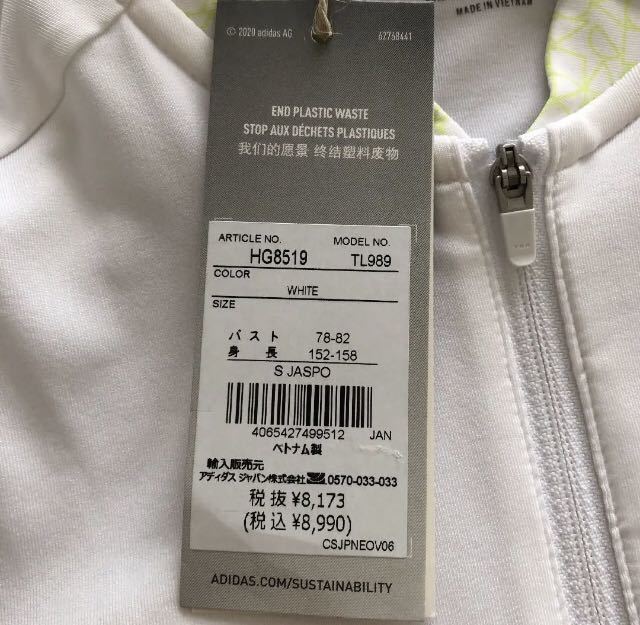 MADE IN VIETNAM
© 2020 adidas AG 62768441
END PLASTIC WASTE
STOP AUX DÉCHETS PLASTIQUES
我们的愿景 终结塑料废物
ARTICLE NO. MODEL NO.
HG8519 TL989
COLOR
WHITE
SIZE
バスト 78-82
身 長 152-158
S JASPO
4065427499512 JAN
ベトナム製
輸入販売元
アディダス ジャパン株式会社 0570-033-033
税抜 ¥8,173
(税込 ¥8,990)
CSJPNEOV06
ADIDAS.COM/SUSTAINABILITY